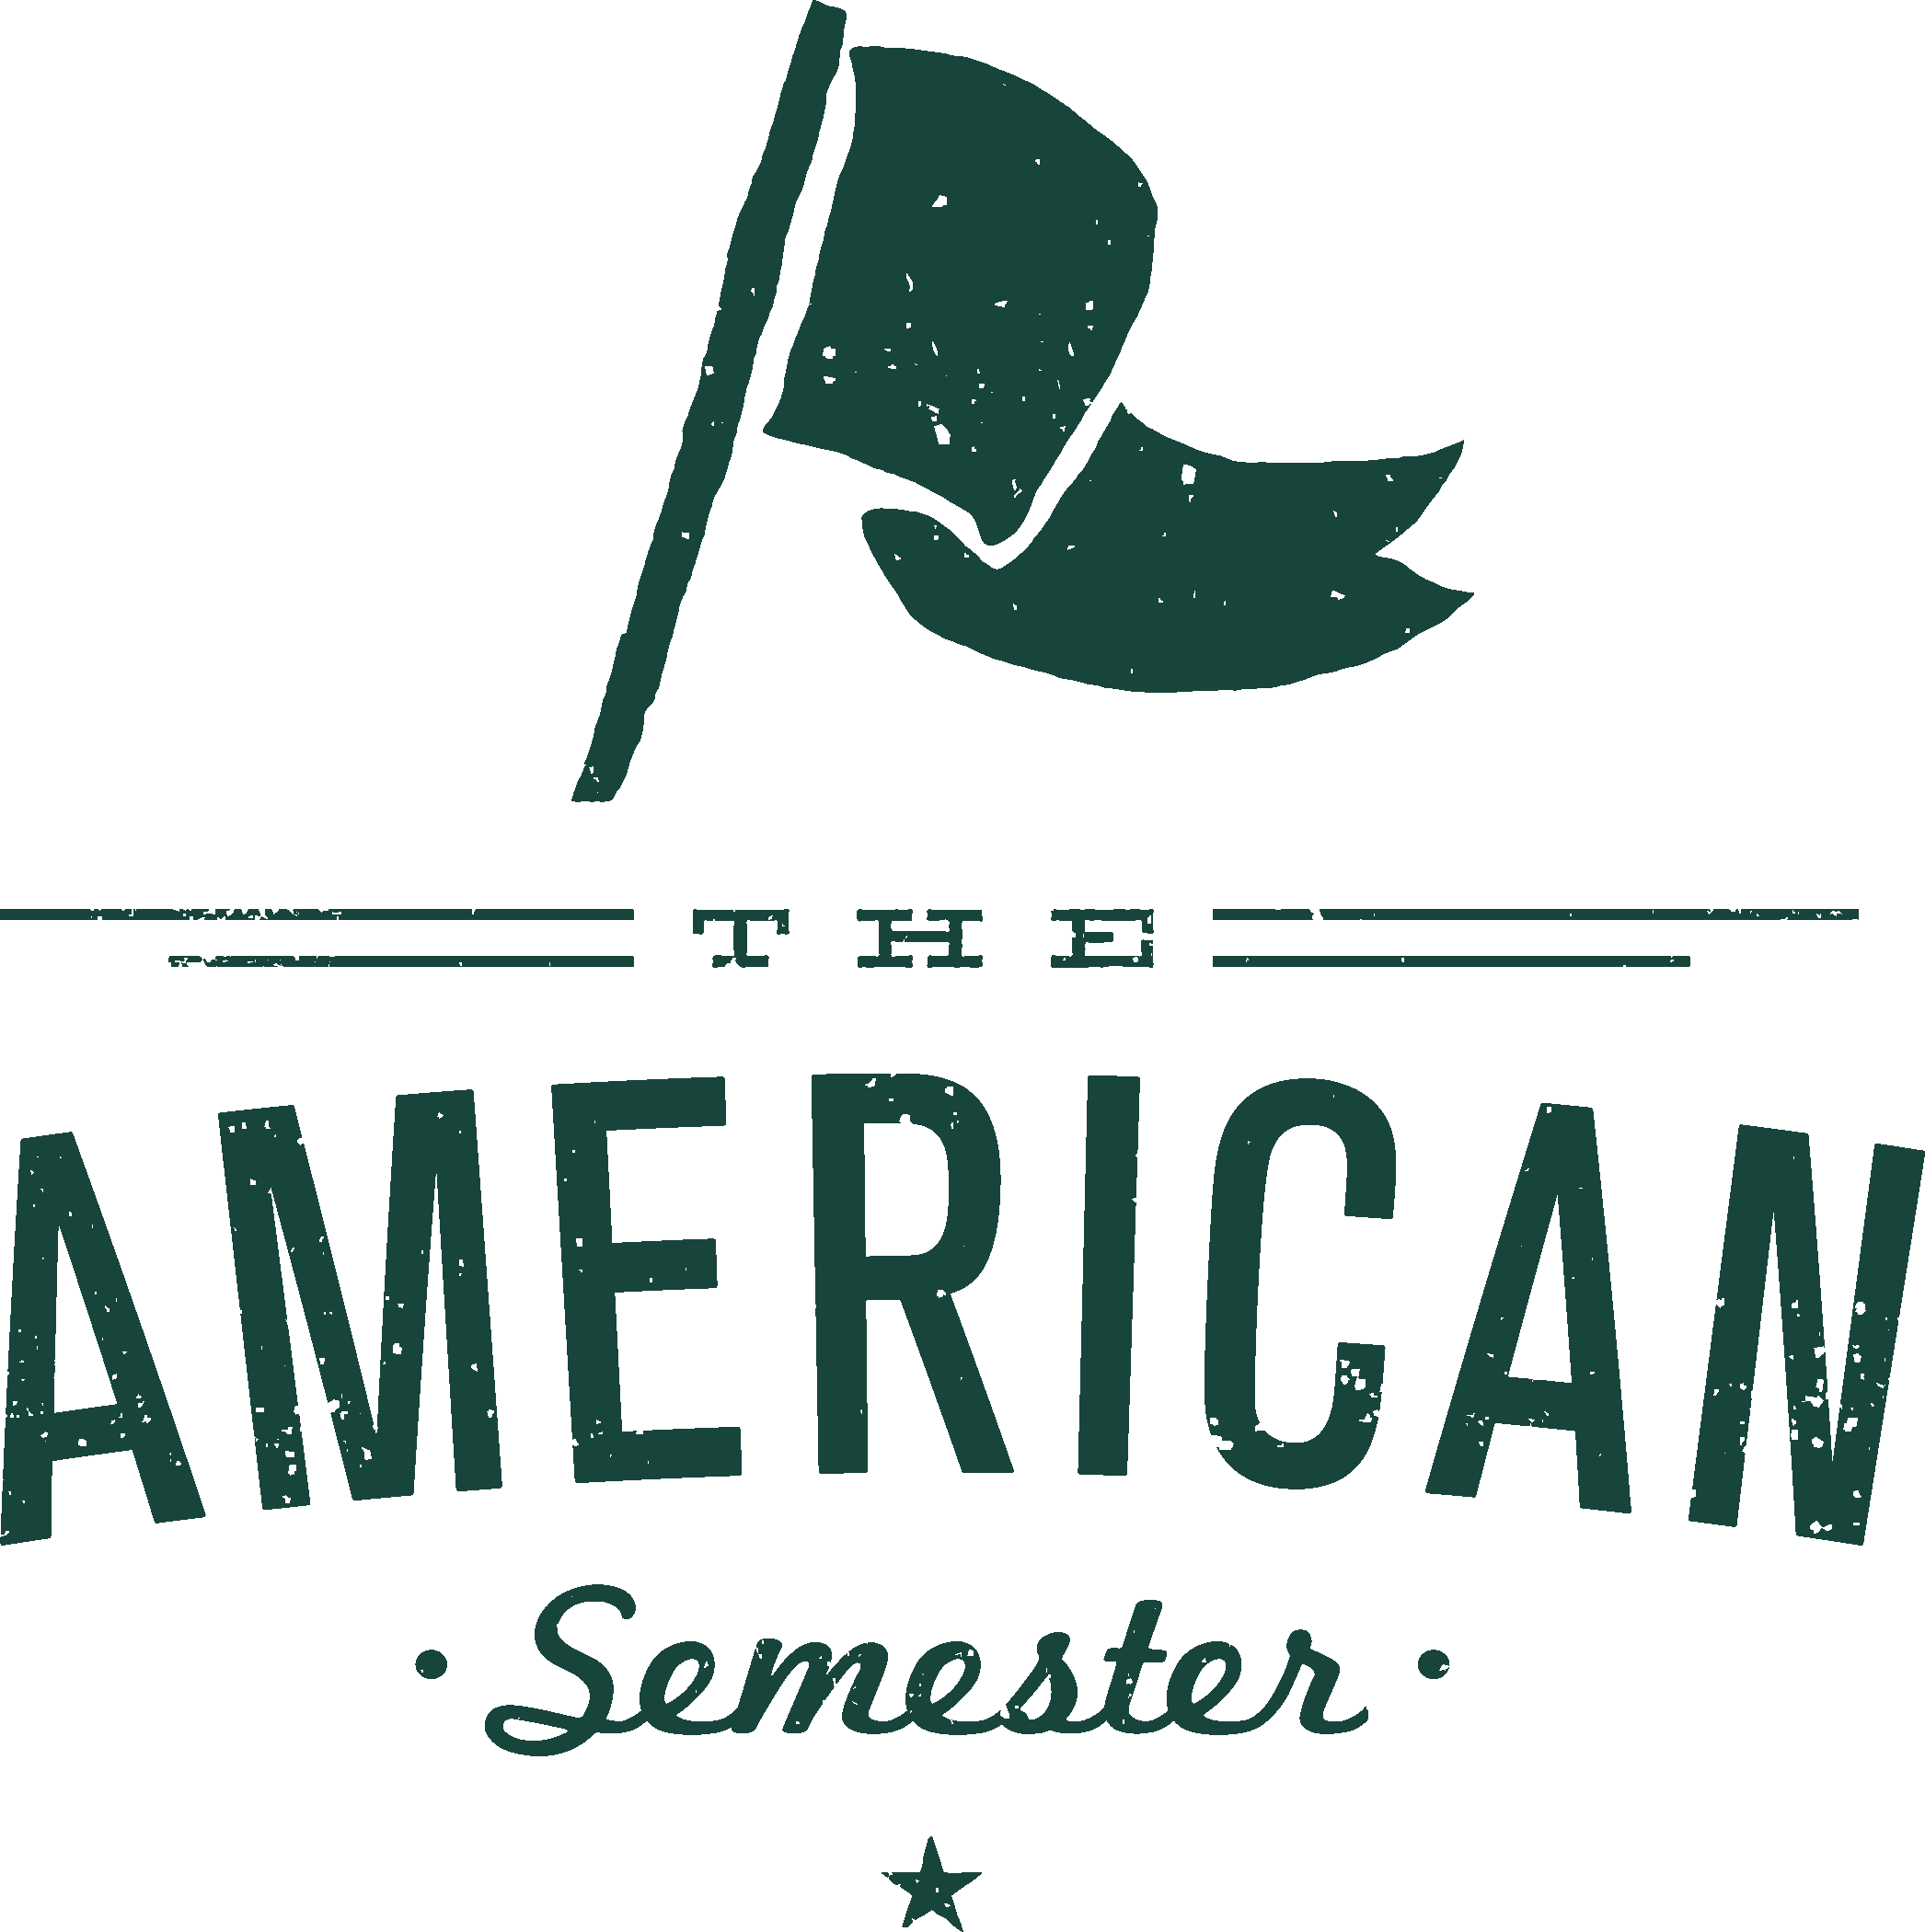 THE
AMERICAN
· Semester ·